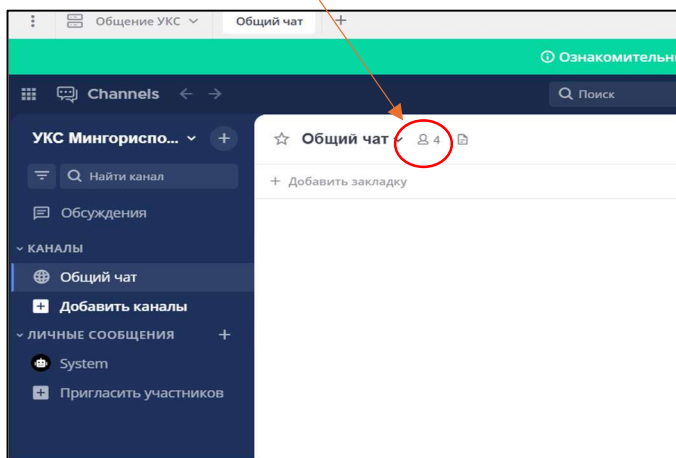 Общение УКС
Общий чат
Ознакомительн
Channels
Поиск
УКС Мингориспо...
Общий чат
4
Найти канал
+ Добавить закладку
Обсуждения
КАНАЛЫ
Общий чат
Добавить каналы
ЛИЧНЫЕ СООБЩЕНИЯ
System
Пригласить участников